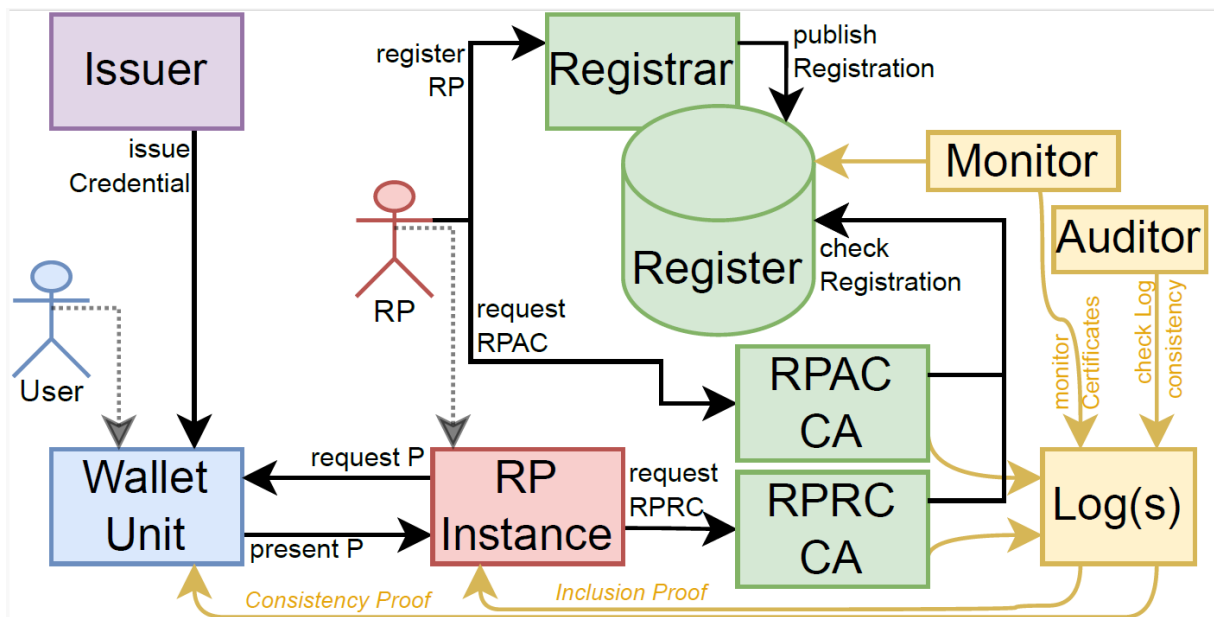 Issuer
issue
Credential
register
RP
Registrar
publish
Registration
Monitor
Auditor
Register
check
Registration
RP
User
request
RPAC
RPAC
CA
monitor
Certificates
check Log
consistency
Wallet
Unit
request P
present P
RP
Instance
request
RPRC
RPRC
CA
Log(s)
Consistency Proof
Inclusion Proof